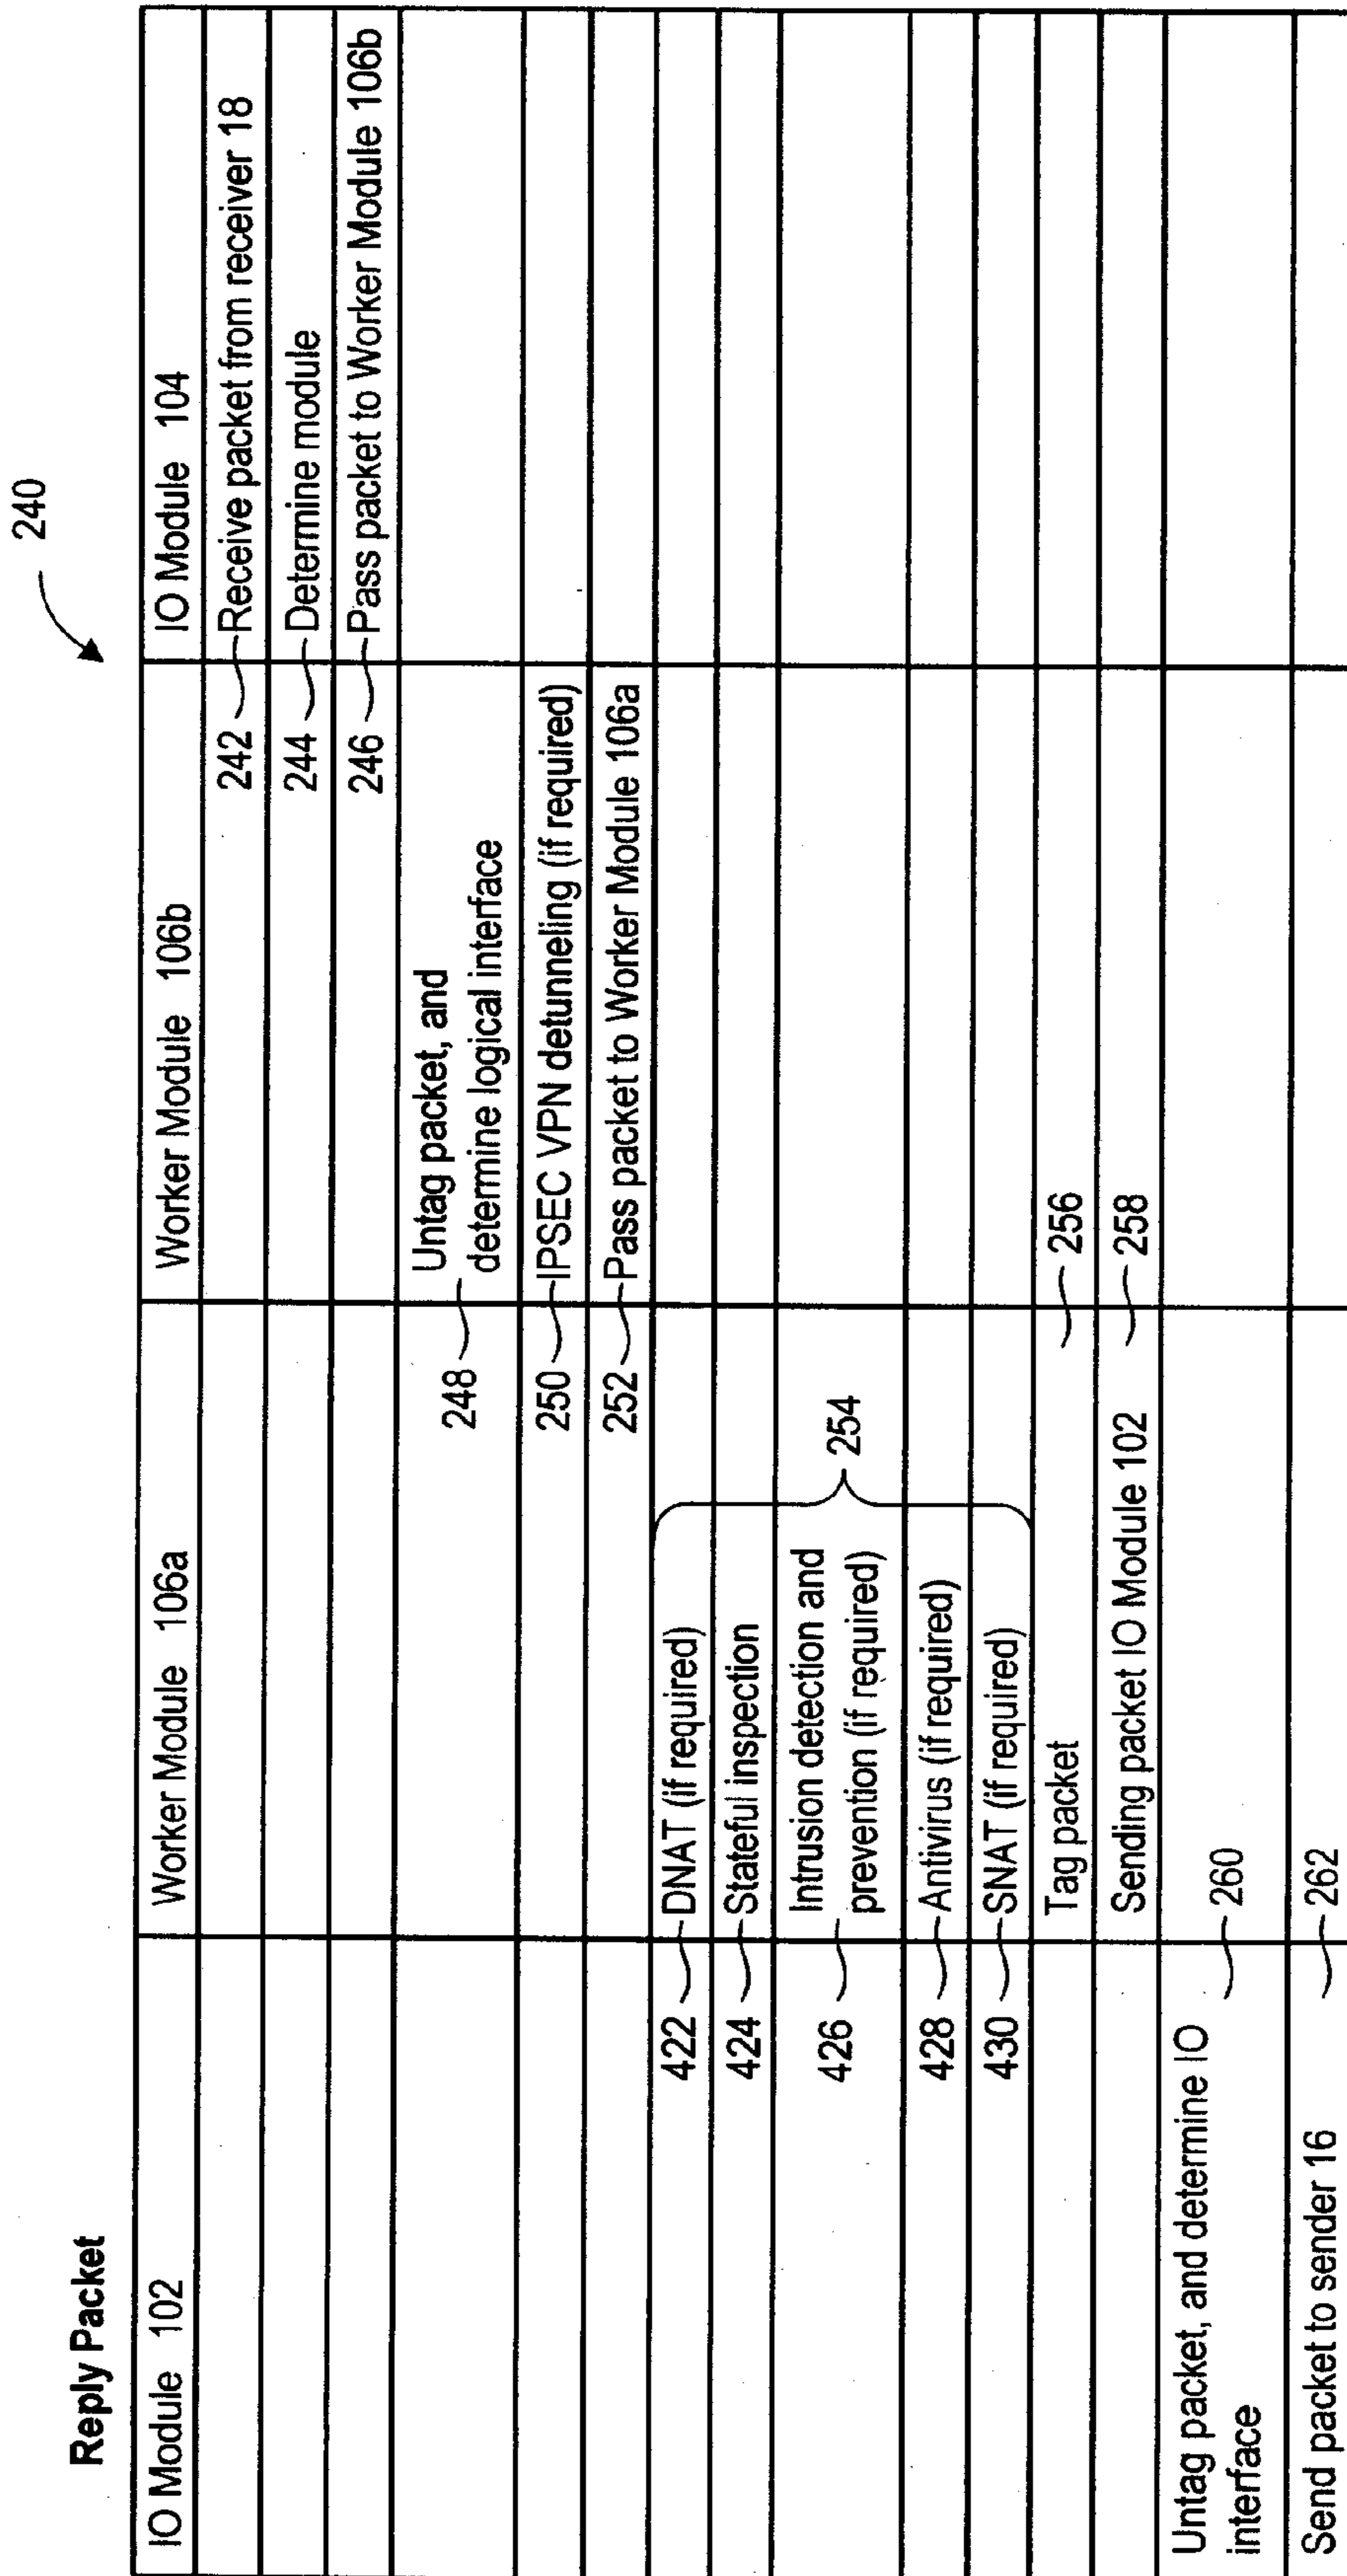 240
Reply Packet
IO Module 102
Worker Module 106a
Worker Module 106b
IO Module 104
242
Receive packet from receiver 18
244
Determine module
246
Pass packet to Worker Module 106b
248
Untag packet, and
determine logical interface
250
IPSEC VPN detunneling (if required)
252
Pass packet to Worker Module 106a
422
DNAT (if required)
424
Stateful inspection
426
Intrusion detection and
prevention (if required)
428
Antivirus (if required)
430
SNAT (if required)
254
Tag packet
256
Sending packet IO Module 102
258
Untag packet, and determine IO
interface
260
Send packet to sender 16
262